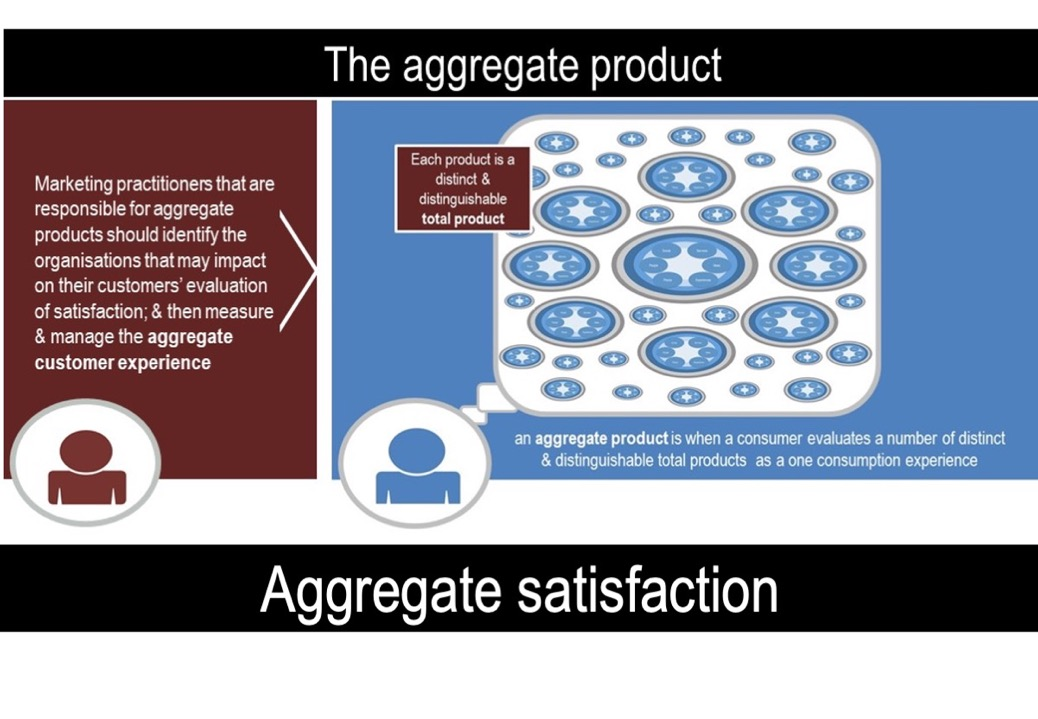 The aggregate product
Marketing practitioners that are
responsible for aggregate
products should identify the
organisations that may impact
on their customers' evaluation
of satisfaction; & then measure
& manage the aggregate
customer experience
Each product is a
distinct &
distinguishable
total product
an aggregate product is when a consumer evaluates a number of distinct
& distinguishable total products as a one consumption experience
Aggregate satisfaction